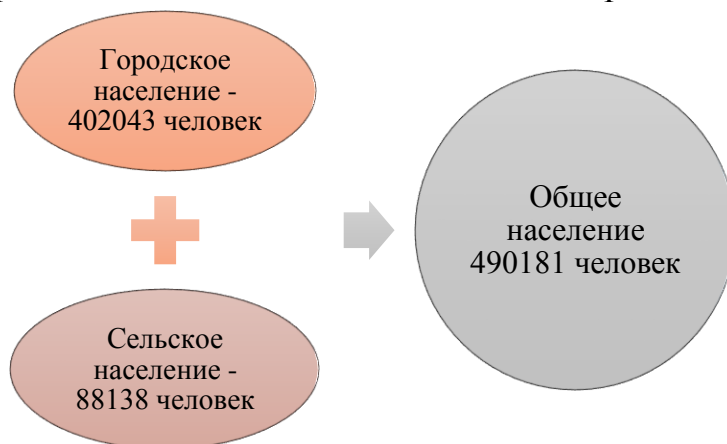 Городское
население -
402043 человек
Общее
население
490181 человек
Сельское
население -
88138 человек